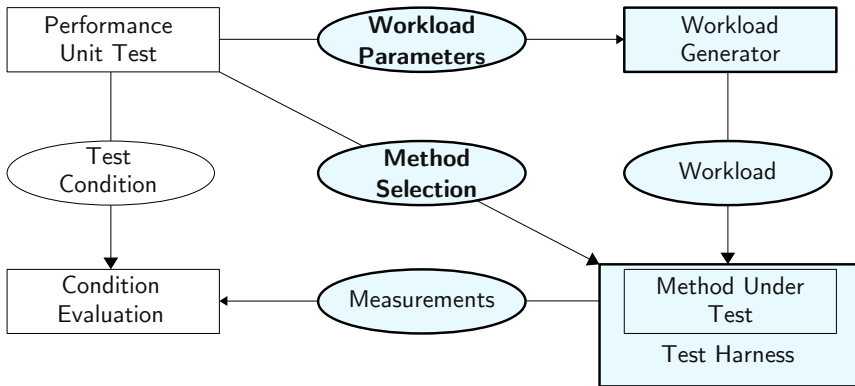 Performance
Unit Test
Workload
Parameters
Workload
Generator
Test
Condition
Method
Selection
Workload
Condition
Evaluation
Measurements
Method Under
Test
Test Harness